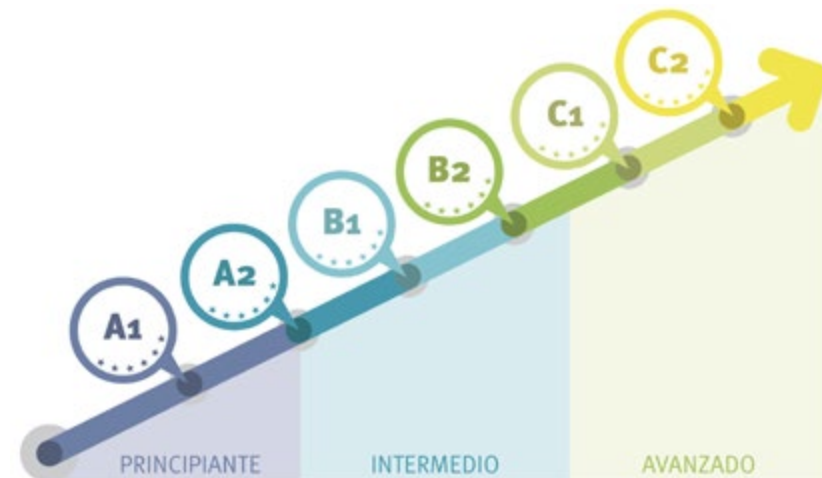 C2
C1
B2
B1
A2
A1
PRINCIPIANTE INTERMEDIO AVANZADO